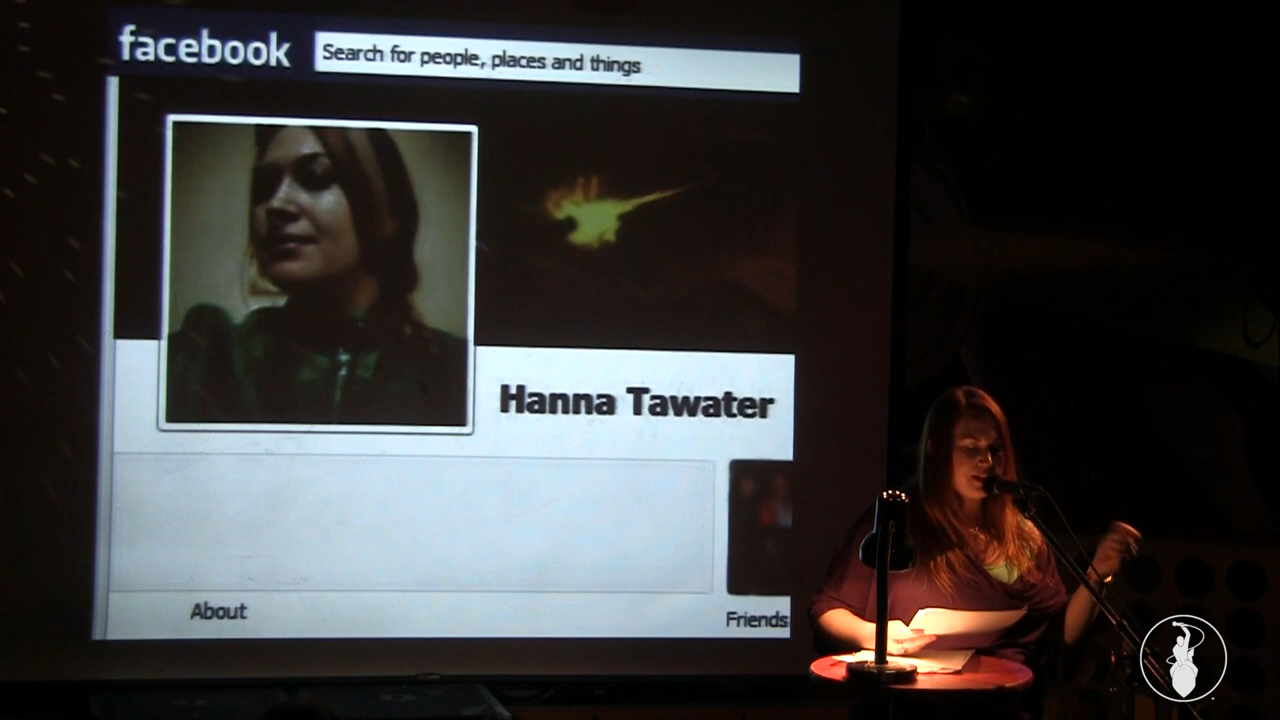 facebook
Search for people, places and things
Hanna Tawater
About
Friends